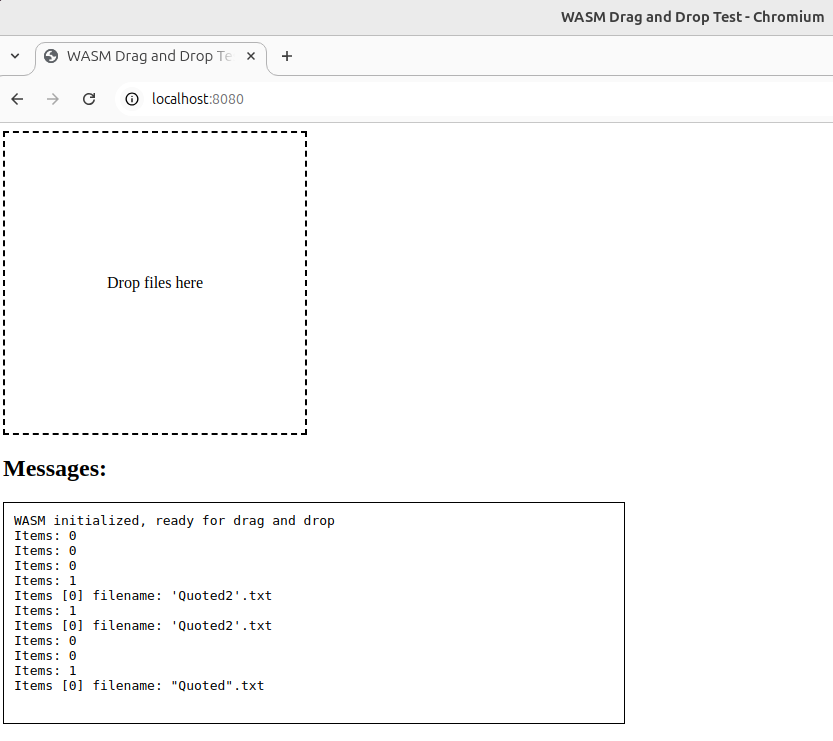 WASM Drag and Drop Test - Chromium
WASM Drag and Drop Te
localhost:8080
Drop files here
Messages:
WASM initialized, ready for drag and drop
Items: 0
Items: 0
Items: 0
Items: 1
Items [0] filename: 'Quoted2'.txt
Items: 1
Items [0] filename: 'Quoted2'.txt
Items: 0
Items: 0
Items: 1
Items [0] filename: "Quoted".txt